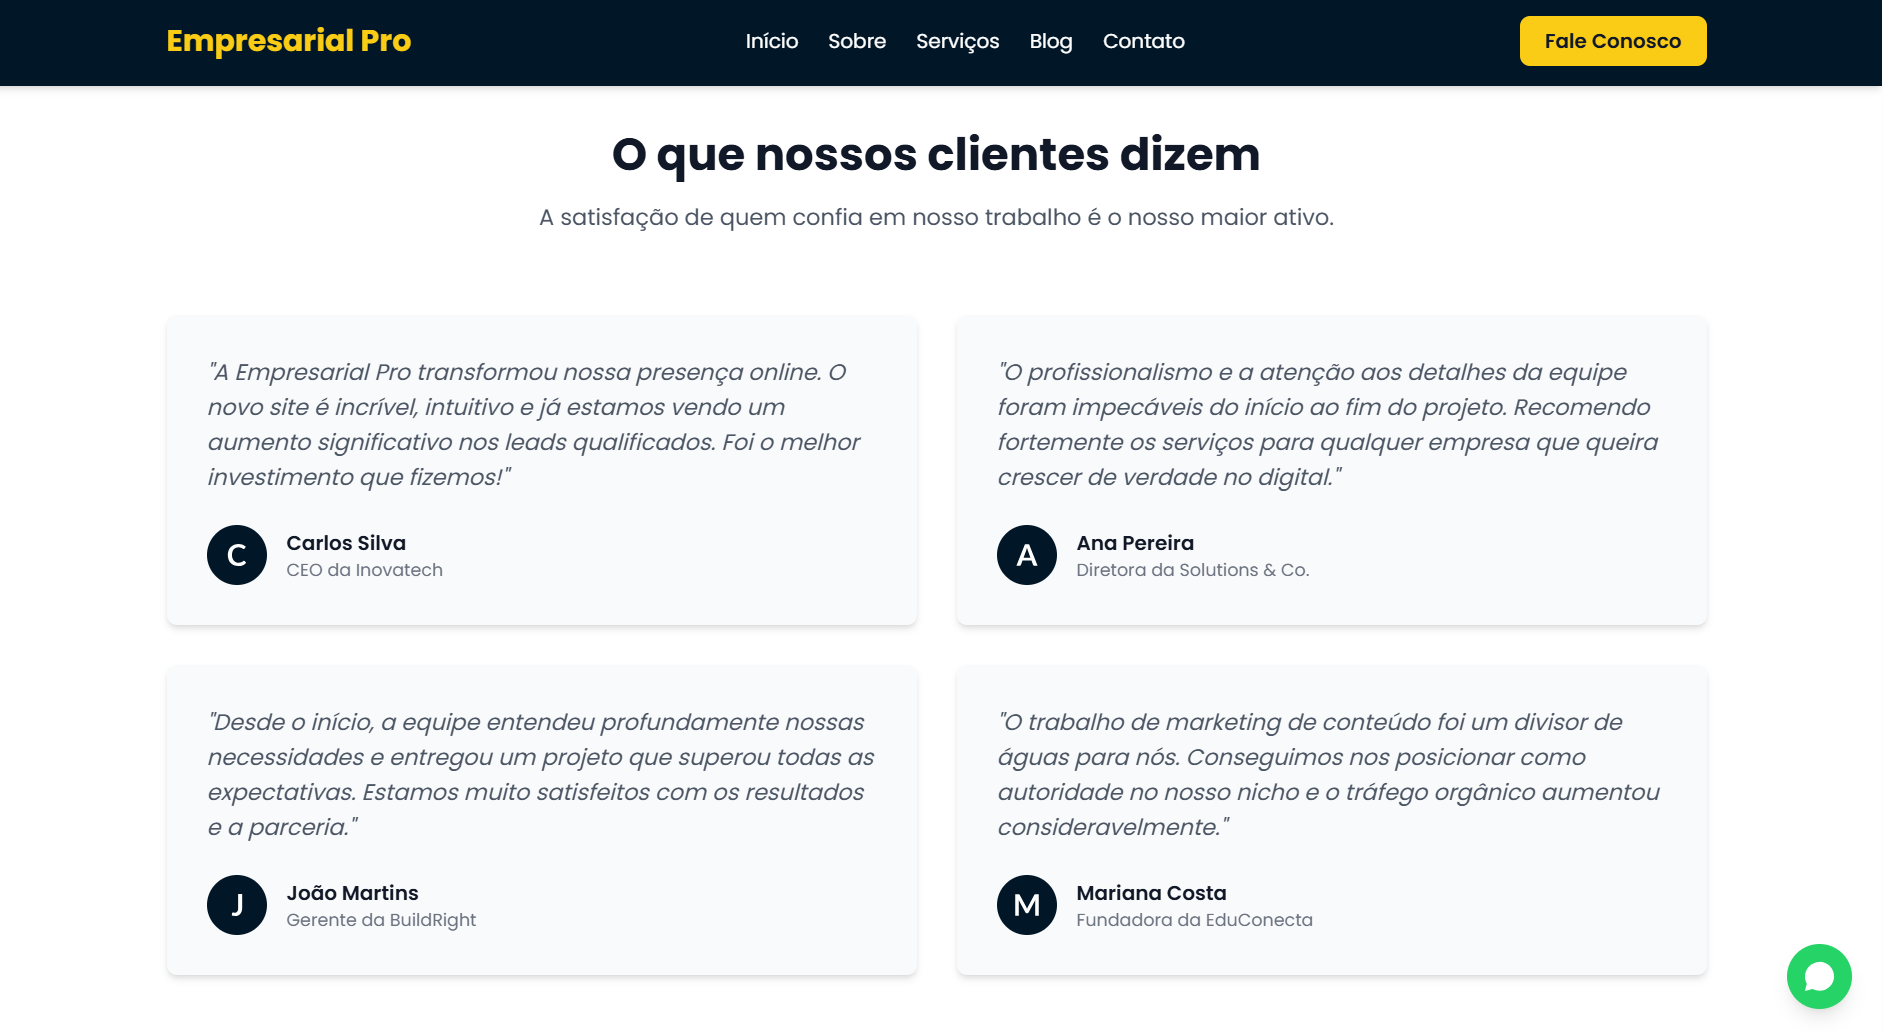 Empresarial Pro
Início
Sobre
Serviços
Blog
Contato
Fale Conosco
O que nossos clientes dizem
A satisfação de quem confia em nosso trabalho é o nosso maior ativo.
"A Empresarial Pro transformou nossa presença online. O
novo site é incrível, intuitivo e já estamos vendo um
aumento significativo nos leads qualificados. Foi o melhor
investimento que fizemos!"
C
Carlos Silva
CEO da Inovatech
"O profissionalismo e a atenção aos detalhes da equipe
foram impecáveis do início ao fim do projeto. Recomendo
fortemente os serviços para qualquer empresa que queira
crescer de verdade no digital."
A
Ana Pereira
Diretora da Solutions & Co.
"Desde o início, a equipe entendeu profundamente nossas
necessidades e entregou um projeto que superou todas as
expectativas. Estamos muito satisfeitos com os resultados
e a parceria."
J
João Martins
Gerente da BuildRight
"O trabalho de marketing de conteúdo foi um divisor de
águas para nós. Conseguimos nos posicionar como
autoridade no nosso nicho e o tráfego orgânico aumentou
consideravelmente."
M
Mariana Costa
Fundadora da EduConecta